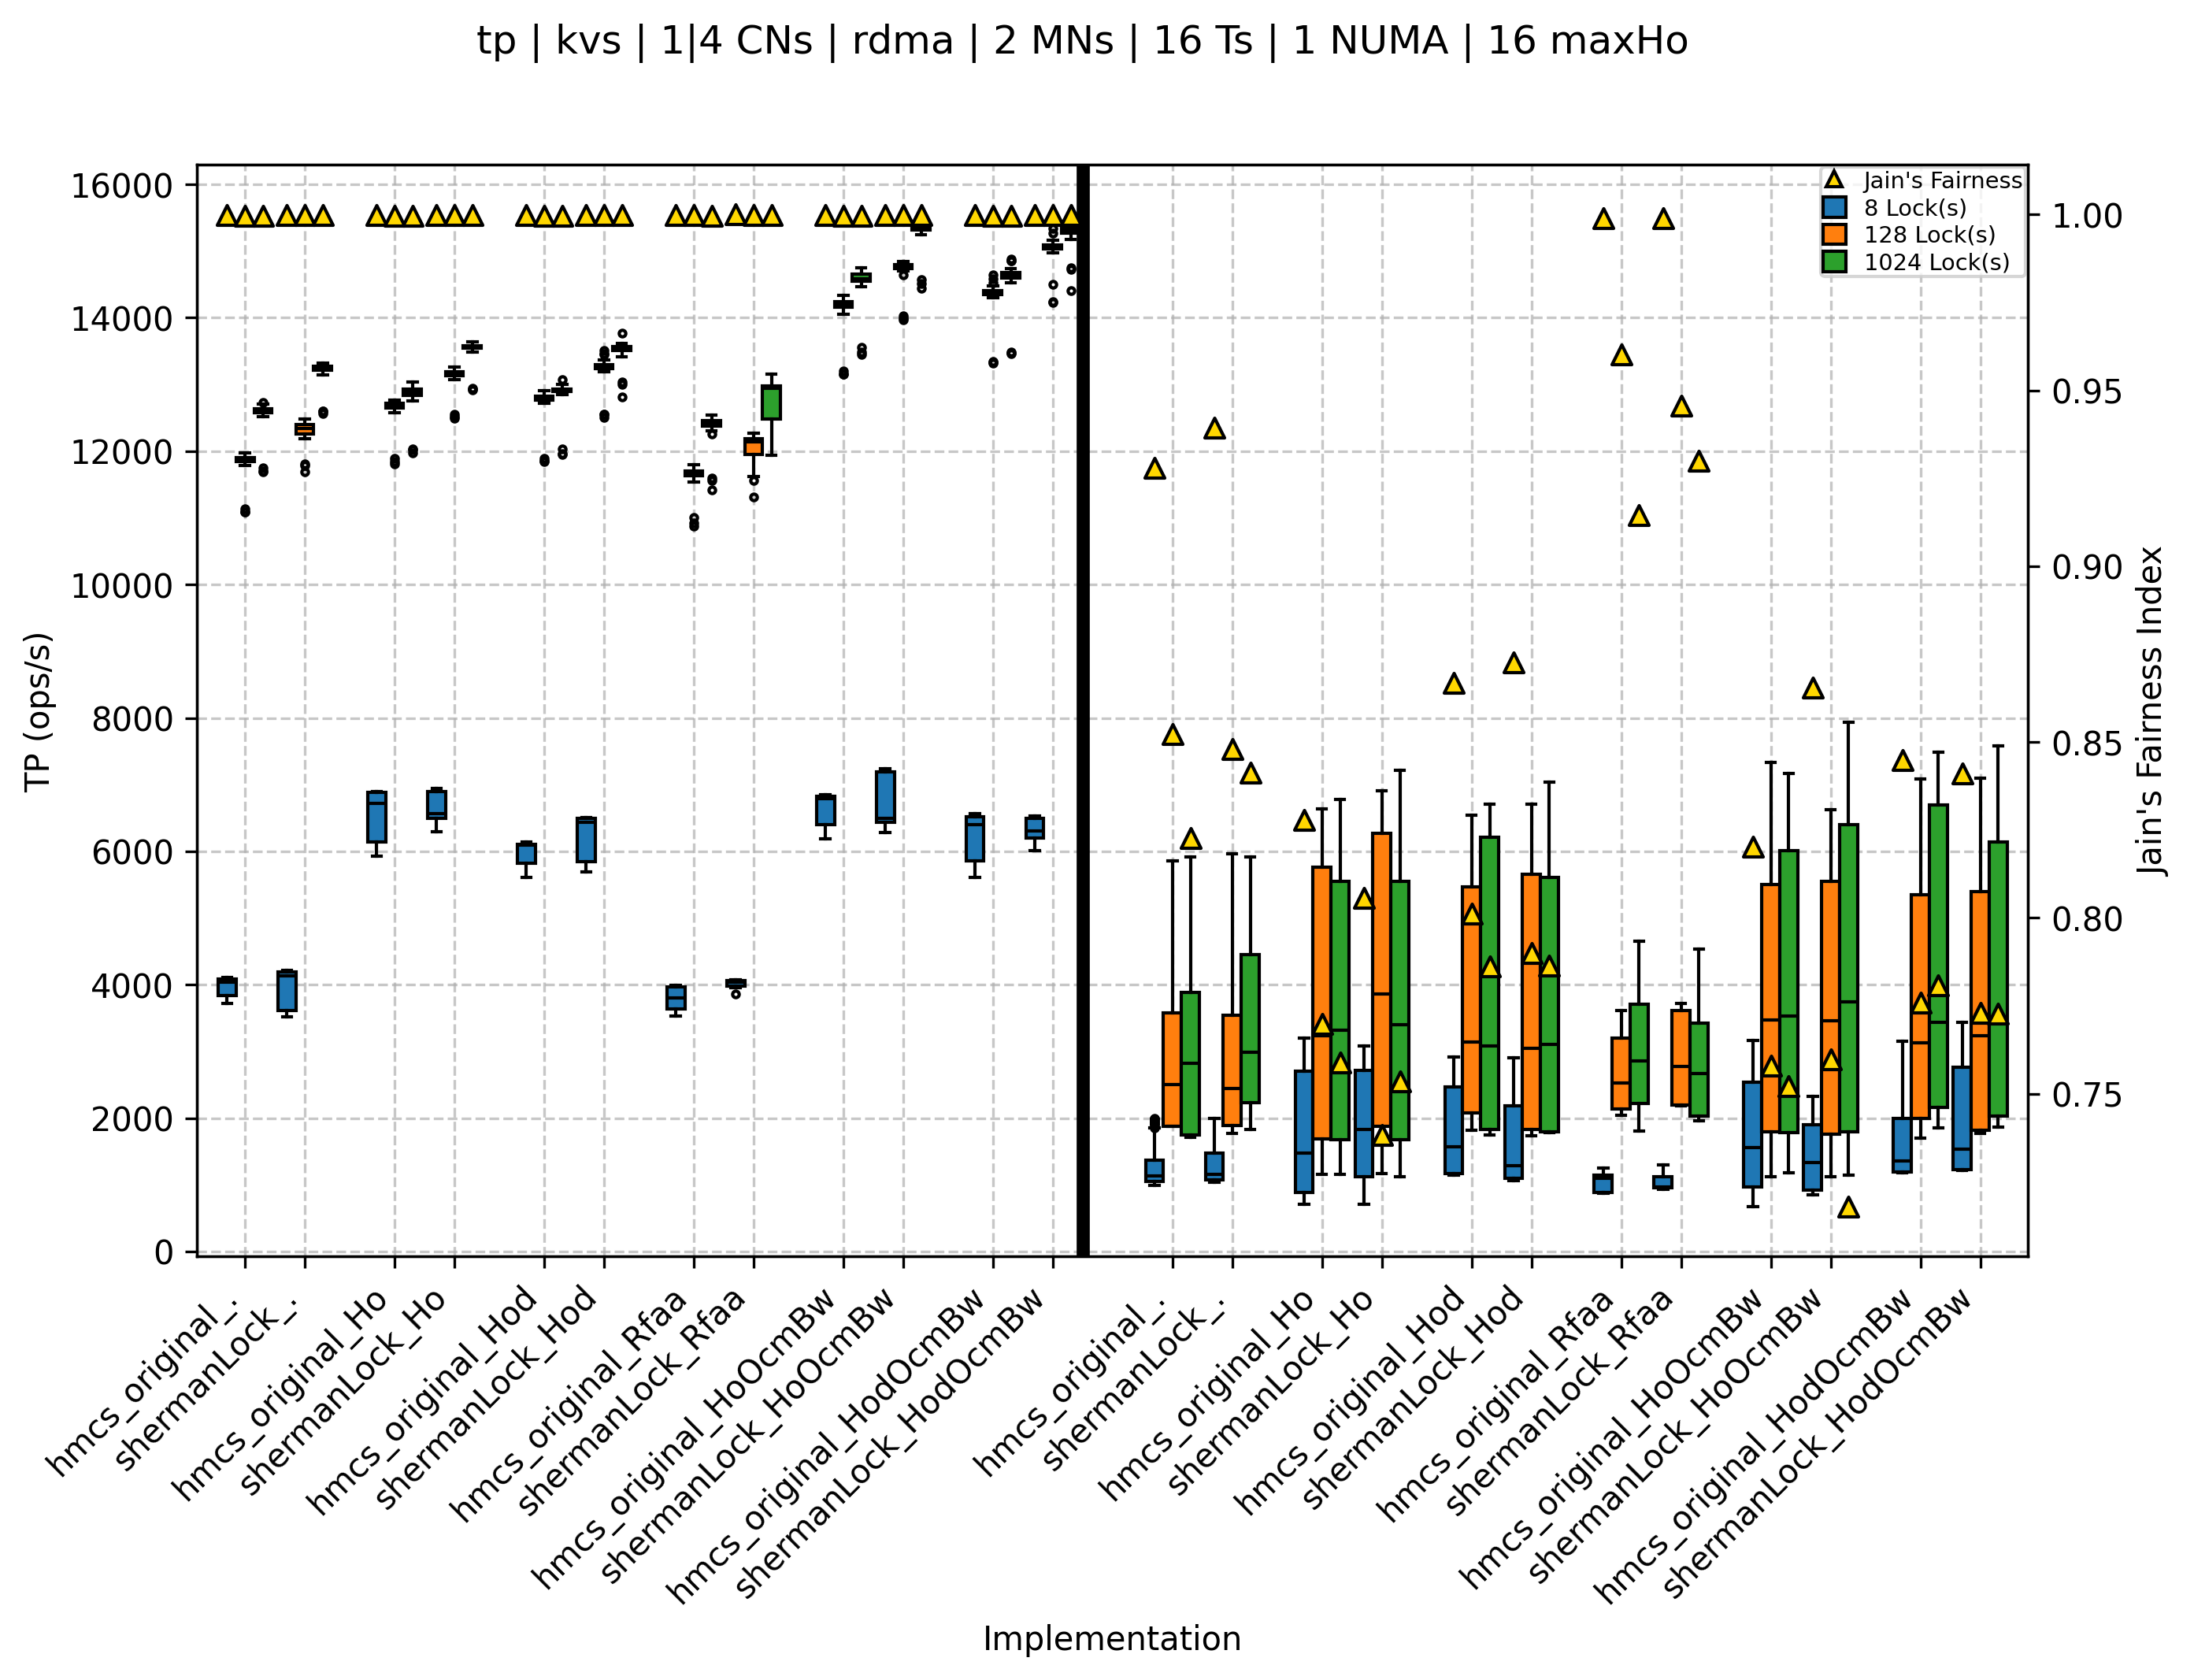 tp | kvs | 1|4 CNs | rdma | 2 MNs | 16 Ts | 1 NUMA | 16 maxHo
Jain's Fairness
8 Lock(s)
128 Lock(s)
1024 Lock(s)
TP (ops/s)
16000
14000
12000
10000
8000
6000
4000
2000
0
Jain's Fairness Index
1.00
0.95
0.90
0.85
0.80
0.75
hmcs_original_.
shermanLock_.
hmcs_original_Ho
shermanLock_Ho
hmcs_original_Hod
shermanLock_Hod
hmcs_original_Rfaa
shermanLock_Rfaa
hmcs_original_HoOcmBw
shermanLock_HoOcmBw
hmcs_original_HodOcmBw
shermanLock_HodOcmBw
hmcs_original_.
shermanLock_.
hmcs_original_Ho
shermanLock_Ho
hmcs_original_Hod
shermanLock_Hod
hmcs_original_Rfaa
shermanLock_Rfaa
hmcs_original_HoOcmBw
shermanLock_HoOcmBw
hmcs_original_HodOcmBw
shermanLock_HodOcmBw
Implementation